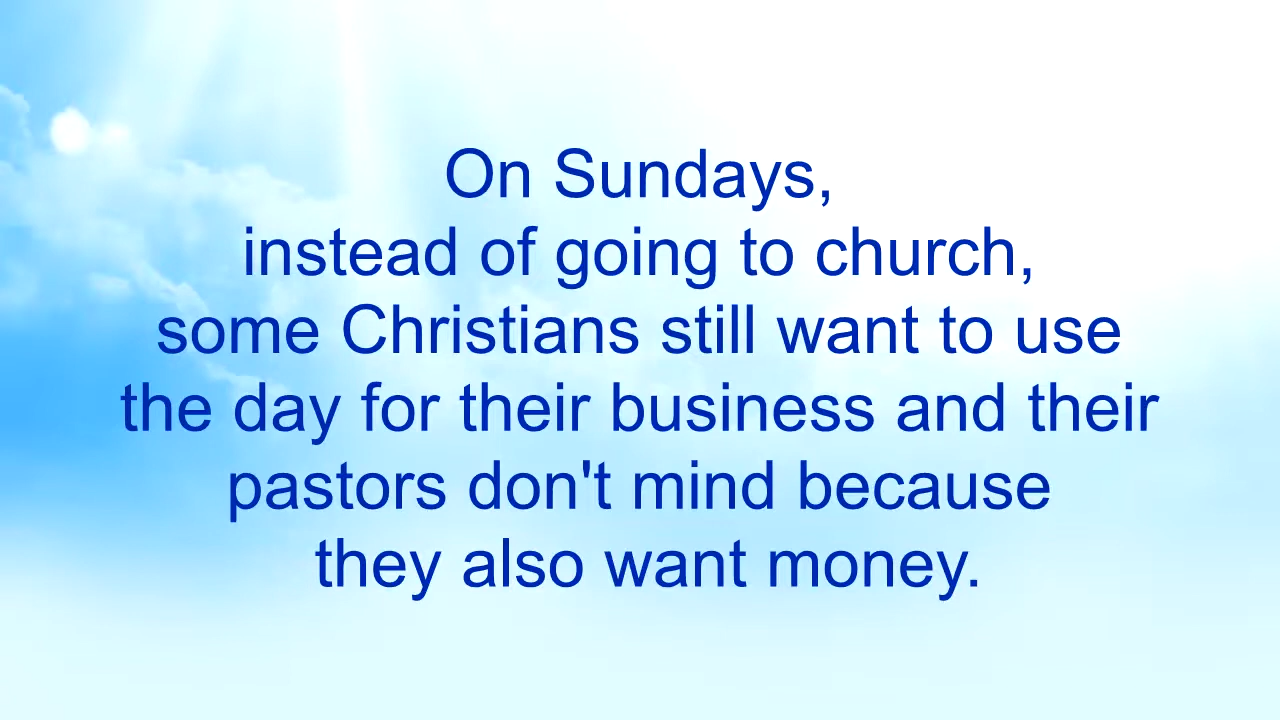 On Sundays,
instead of going to church,
some Christians still want to use
the day for their business and their
pastors don't mind because
they also want money.